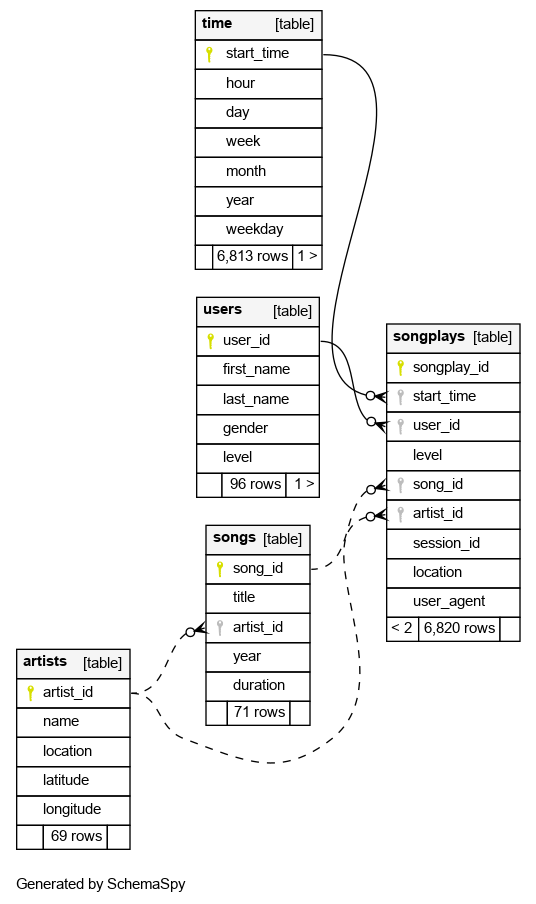 time [table]
start_time
hour
day
week
month
year
weekday
6,813 rows 1 >
users [table]
user_id
first_name
last_name
gender
level
96 rows 1 >
songplays [table]
songplay_id
start_time
user_id
level
song_id
artist_id
session_id
location
user_agent
< 2 6,820 rows
songs [table]
song_id
title
artist_id
year
duration
71 rows
artists [table]
artist_id
name
location
latitude
longitude
69 rows
Generated by SchemaSpy